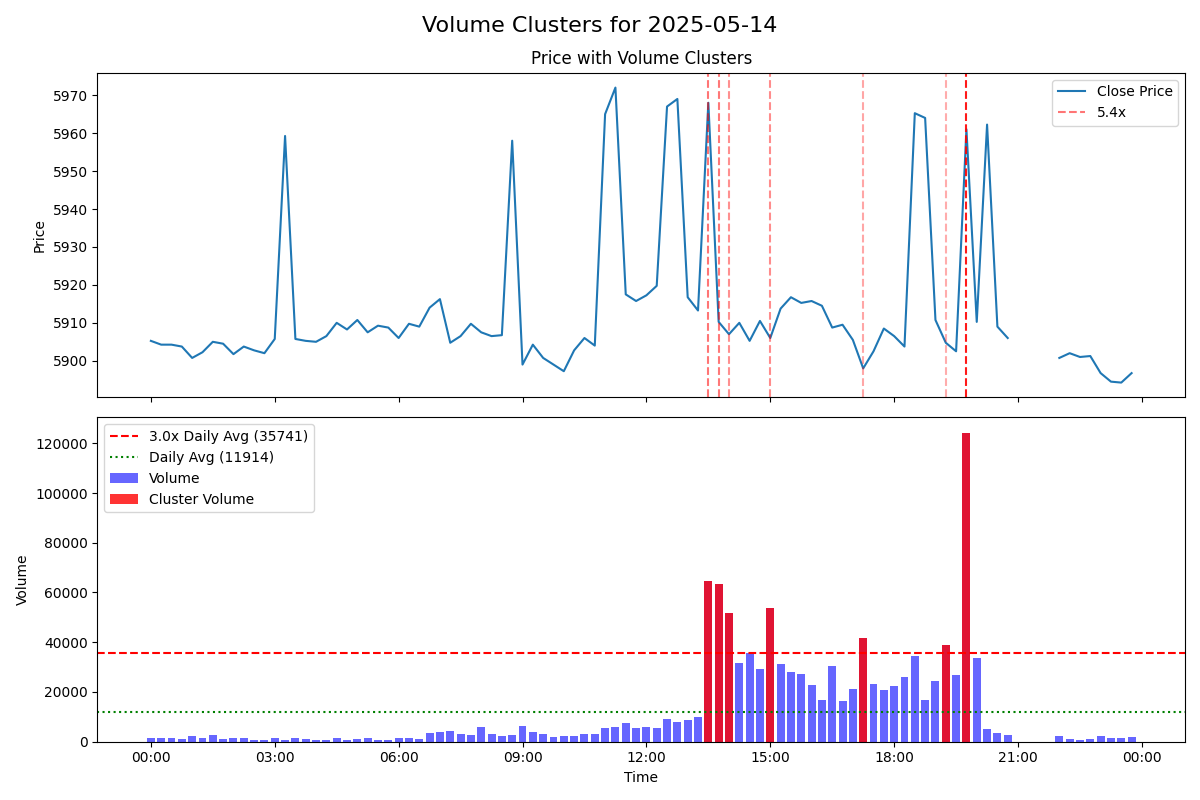 Volume Clusters for 2025-05-14
Price with Volume Clusters
Price
5970
5960
5950
5940
5930
5920
5910
5900
Close Price
5.4x
Volume
120000
100000
80000
60000
40000
20000
0
3.0x Daily Avg (35741)
Daily Avg (11914)
Volume
Cluster Volume
00:00 03:00 06:00 09:00 12:00 15:00 18:00 21:00 00:00
Time